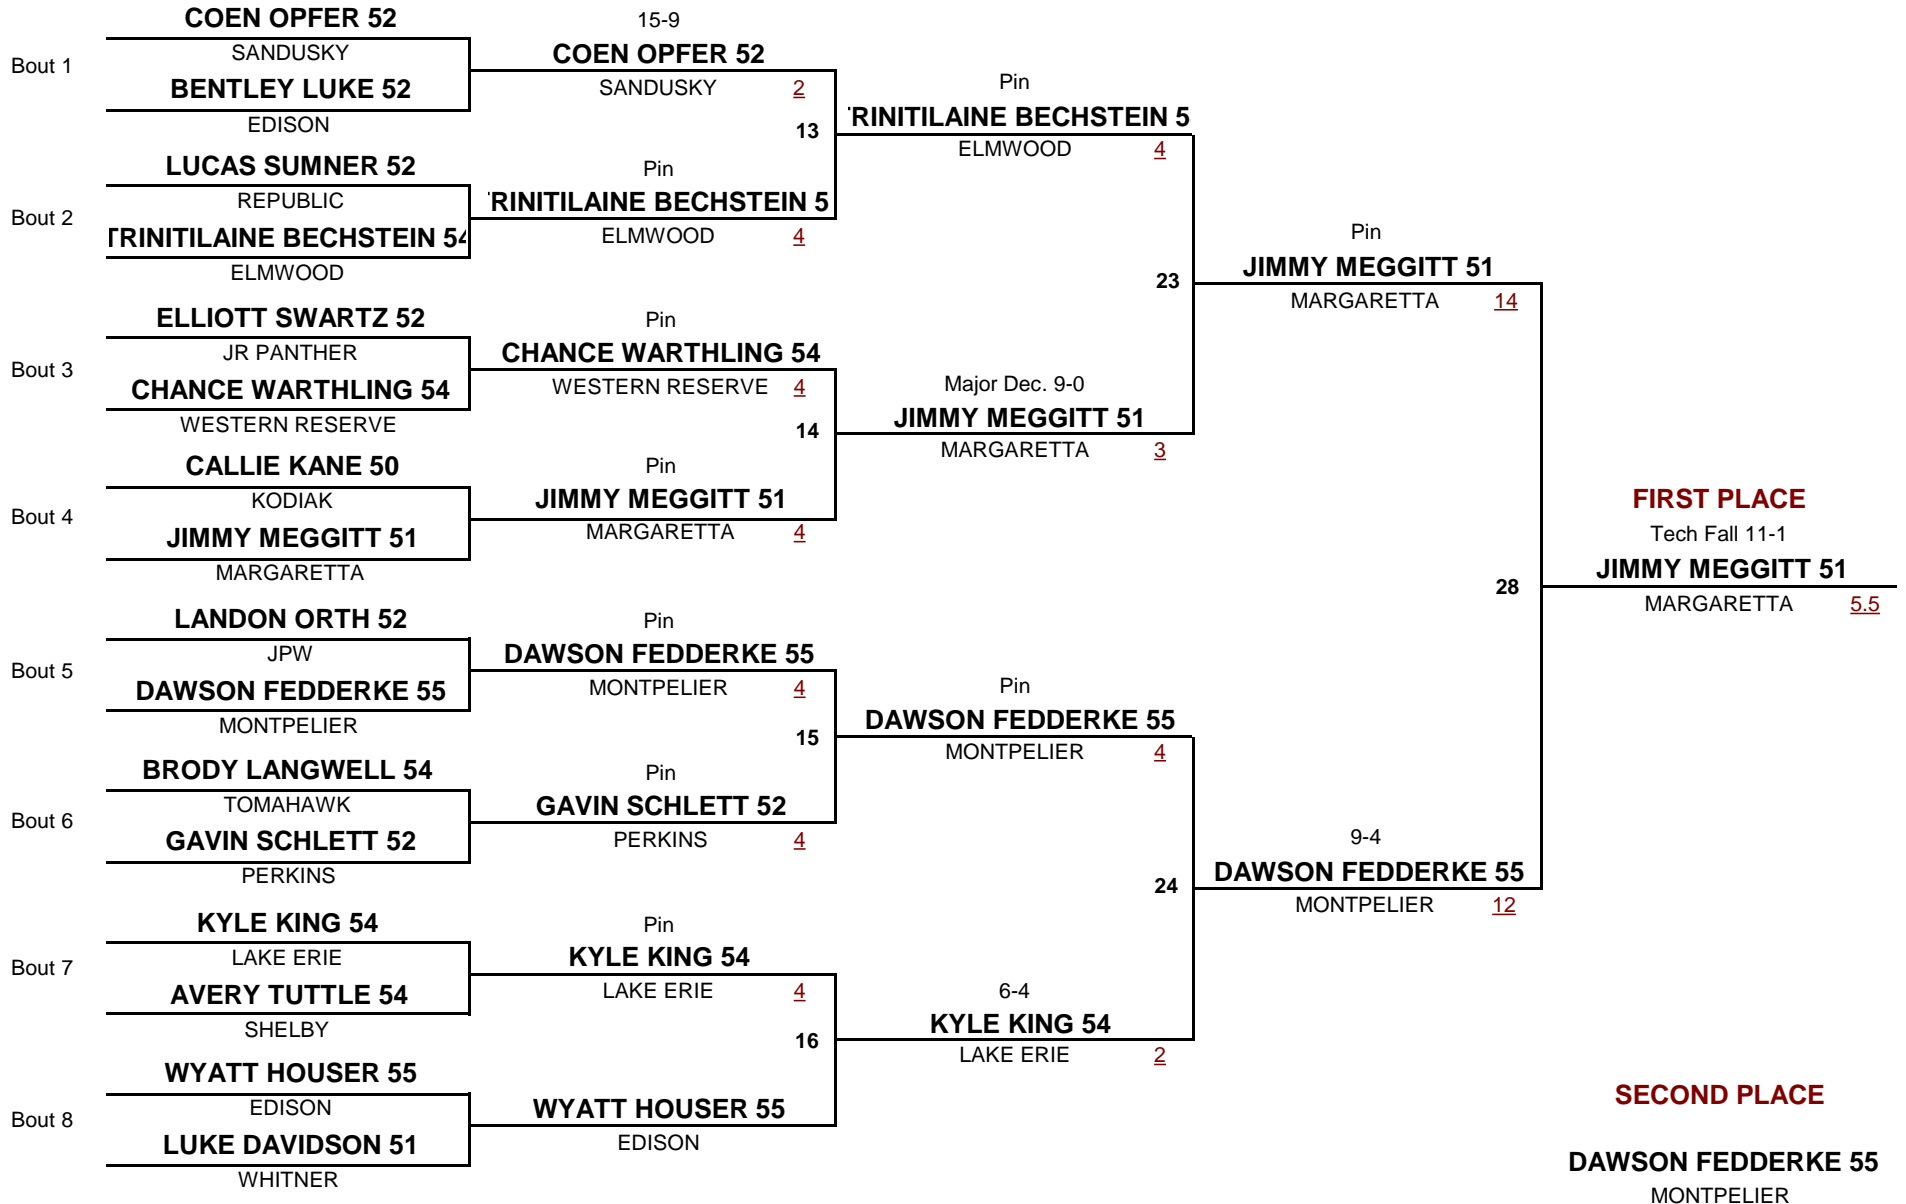 COEN OPFER 52
SANDUSKY
Bout 1
BENTLEY LUKE 52
EDISON
LUCAS SUMNER 52
REPUBLIC
Bout 2
TRINITILAINE BECHSTEIN 54
ELMWOOD
ELLIOTT SWARTZ 52
JR PANTHER
Bout 3
CHANCE WARTHLING 54
WESTERN RESERVE
CALLIE KANE 50
KODIAK
Bout 4
JIMMY MEGGITT 51
MARGARETTA
LANDON ORTH 52
JPW
Bout 5
DAWSON FEDDERKE 55
MONTPELIER
BRODY LANGWELL 54
TOMAHAWK
Bout 6
GAVIN SCHLETT 52
PERKINS
KYLE KING 54
LAKE ERIE
Bout 7
AVERY TUTTLE 54
SHELBY
WYATT HOUSER 55
EDISON
Bout 8
LUKE DAVIDSON 51
WHITNER
15-9
COEN OPFER 52
SANDUSKY 2
13
Pin
RINITILAINE BECHSTEIN 5
ELMWOOD 4
Pin
CHANCE WARTHLING 54
WESTERN RESERVE 4
14
Pin
JIMMY MEGGITT 51
MARGARETTA 4
Pin
DAWSON FEDDERKE 55
MONTPELIER 4
15
Pin
GAVIN SCHLETT 52
PERKINS 4
Pin
KYLE KING 54
LAKE ERIE 4
16
WYATT HOUSER 55
EDISON
Pin
RINITILAINE BECHSTEIN 5
ELMWOOD 4
23
Major Dec. 9-0
JIMMY MEGGITT 51
MARGARETTA 3
Pin
DAWSON FEDDERKE 55
MONTPELIER 4
24
6-4
KYLE KING 54
LAKE ERIE 2
Pin
JIMMY MEGGITT 51
MARGARETTA 14
28
9-4
DAWSON FEDDERKE 55
MONTPELIER 12
FIRST PLACE
Tech Fall 11-1
JIMMY MEGGITT 51
MARGARETTA 5.5
SECOND PLACE
DAWSON FEDDERKE 55
MONTPELIER